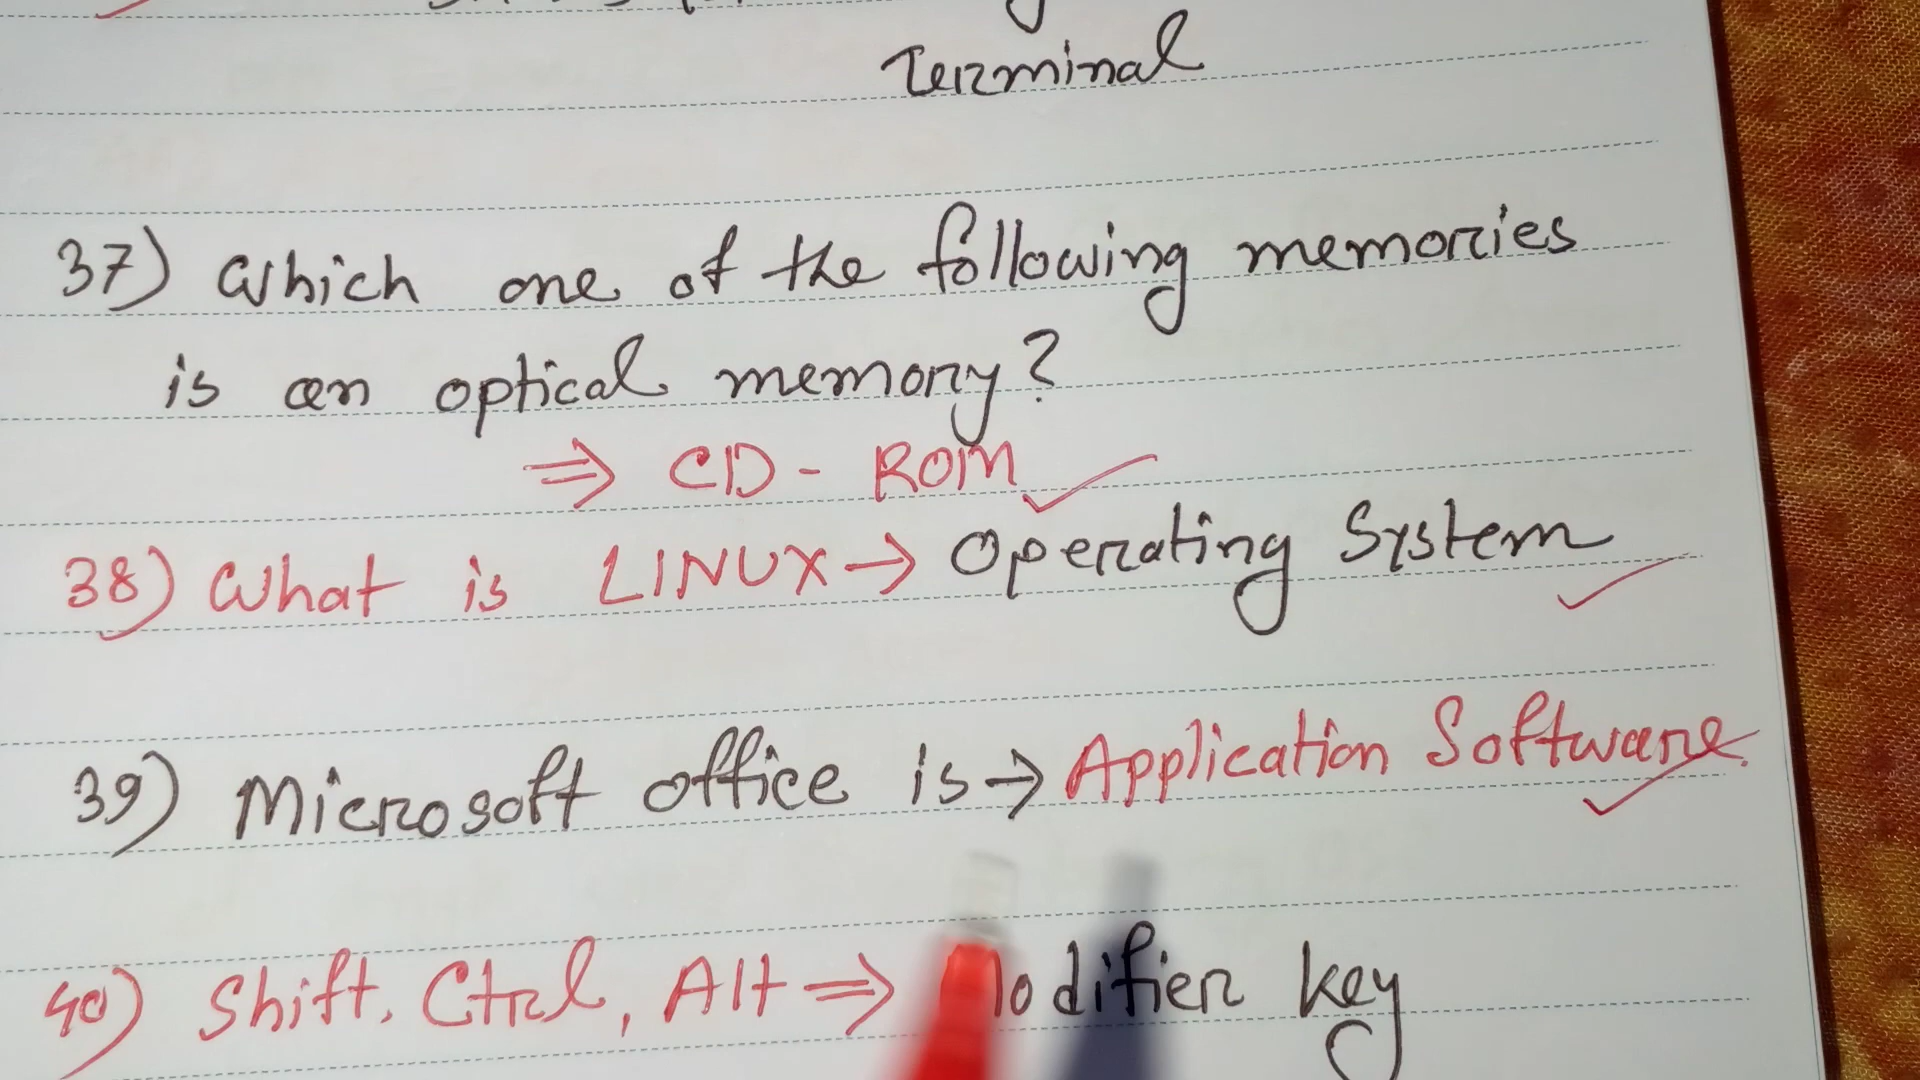 Terminal
37) Which one of the following memories
is an optical memory?
⇒ CD - ROM ✓
38) What is LINUX → Operating System ✓
39) Microsoft office is → Application Software. ✓
40) Shift, Ctrl, Alt ⇒ Modifier key